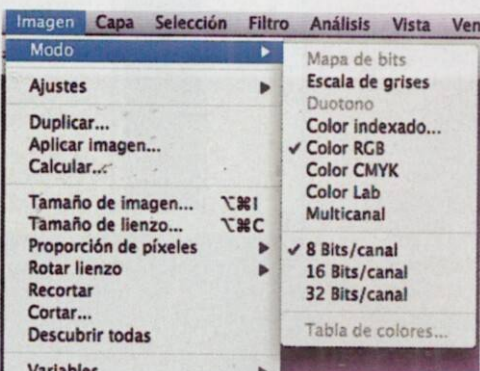 Imagen Capa Selección Filtro Análisis Vista Ven
Modo
Ajustes
Duplicar...
Aplicar imagen...
Calcular...
Tamaño de imagen... ⌥⌘I
Tamaño de lienzo... ⌥⌘C
Proporción de píxeles
Rotar lienzo
Recortar
Cortar...
Descubrir todas
Variables
Mapa de bits
Escala de grises
Duotono
Color indexado...
✓ Color RGB
Color CMYK
Color Lab
Multicanal
✓ 8 Bits/canal
16 Bits/canal
32 Bits/canal
Tabla de colores...